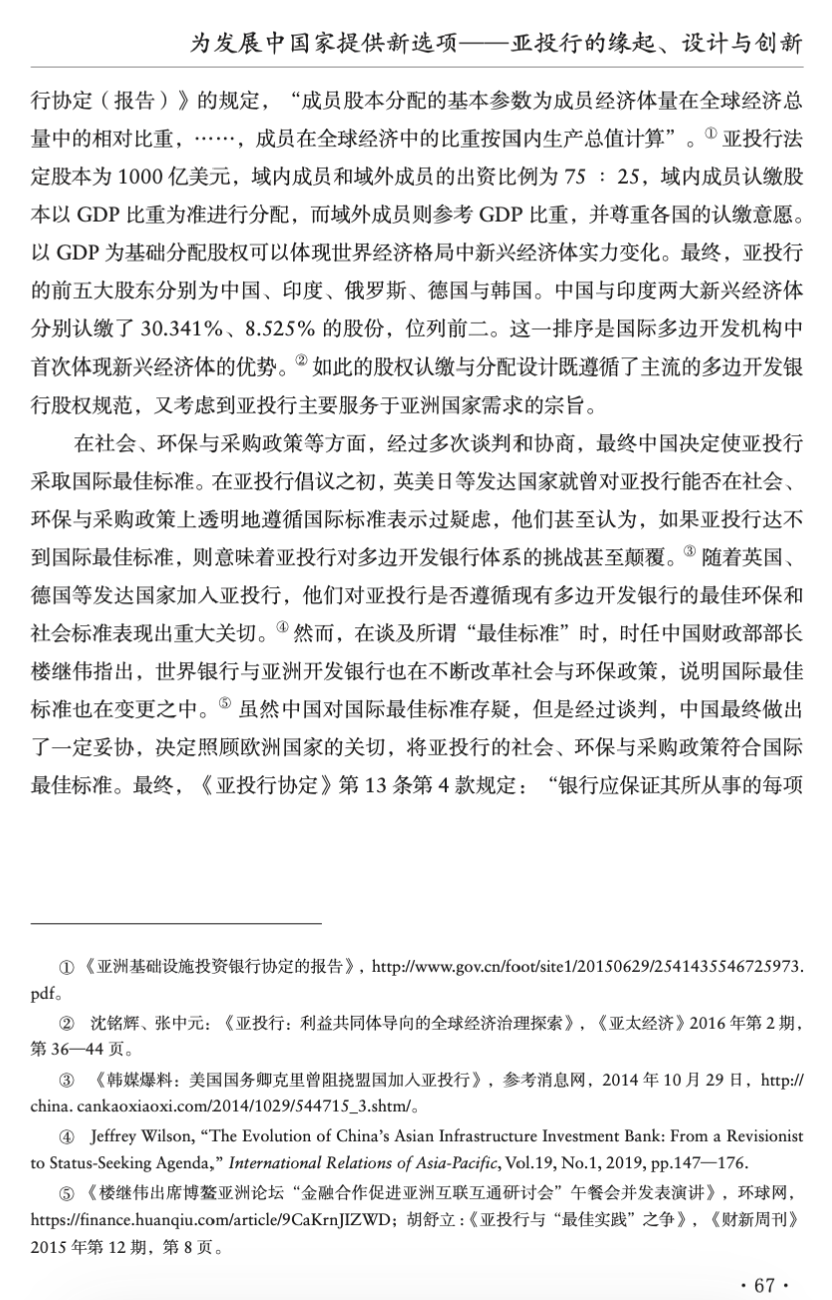 为发展中国家提供新选项——亚投行的缘起、设计与创新
行协定（报告）》的规定，“成员股本分配的基本参数为成员经济体量在全球经济总
量中的相对比重，……，成员在全球经济中的比重按国内生产总值计算”。①亚投行法
定股本为 1000 亿美元，域内成员和域外成员的出资比例为 75 ∶ 25，域内成员认缴股
本以 GDP 比重为准进行分配，而域外成员则参考 GDP 比重，并尊重各国的认缴意愿。
以 GDP 为基础分配股权可以体现世界经济格局中新兴经济体实力变化。最终，亚投行
的前五大股东分别为中国、印度、俄罗斯、德国与韩国。中国与印度两大新兴经济体
分别认缴了 30.341%、8.525% 的股份，位列前二。这一排序是国际多边开发机构中
首次体现新兴经济体的优势。②如此的股权认缴与分配设计既遵循了主流的多边开发银
行股权规范，又考虑到亚投行主要服务于亚洲国家需求的宗旨。
在社会、环保与采购政策等方面，经过多次谈判和协商，最终中国决定使亚投行
采取国际最佳标准。在亚投行倡议之初，英美日等发达国家就曾对亚投行能否在社会、
环保与采购政策上透明地遵循国际标准表示过疑虑，他们甚至认为，如果亚投行达不
到国际最佳标准，则意味着亚投行对多边开发银行体系的挑战甚至颠覆。③随着英国、
德国等发达国家加入亚投行，他们对亚投行是否遵循现有多边开发银行的最佳环保和
社会标准表现出重大关切。④然而，在谈及所谓“最佳标准”时，时任中国财政部部长
楼继伟指出，世界银行与亚洲开发银行也在不断改革社会与环保政策，说明国际最佳
标准也在变更之中。⑤虽然中国对国际最佳标准存疑，但是经过谈判，中国最终做出
了一定妥协，决定照顾欧洲国家的关切，将亚投行的社会、环保与采购政策符合国际
最佳标准。最终，《亚投行协定》第 13 条第 4 款规定：“银行应保证其所从事的每项
①《亚洲基础设施投资银行协定的报告》，http://www.gov.cn/foot/site1/20150629/2541435546725973.
pdf。
② 沈铭辉、张中元：《亚投行：利益共同体导向的全球经济治理探索》，《亚太经济》2016 年第 2 期，
第 36—44 页。
③ 《韩媒爆料：美国国务卿克里曾阻挠盟国加入亚投行》，参考消息网，2014 年 10 月 29 日，http://
china. cankaoxiaoxi.com/2014/1029/544715_3.shtm/。
④ Jeffrey Wilson, “The Evolution of China’s Asian Infrastructure Investment Bank: From a Revisionist
to Status-Seeking Agenda,” International Relations of Asia-Pacific, Vol.19, No.1, 2019, pp.147—176.
⑤《楼继伟出席博鳌亚洲论坛“金融合作促进亚洲互联互通研讨会”午餐会并发表演讲》，环球网，
https://finance.huanqiu.com/article/9CaKrnJIZWD；胡舒立：《亚投行与“最佳实践”之争》，《财新周刊》
2015 年第 12 期，第 8 页。
· 67 ·